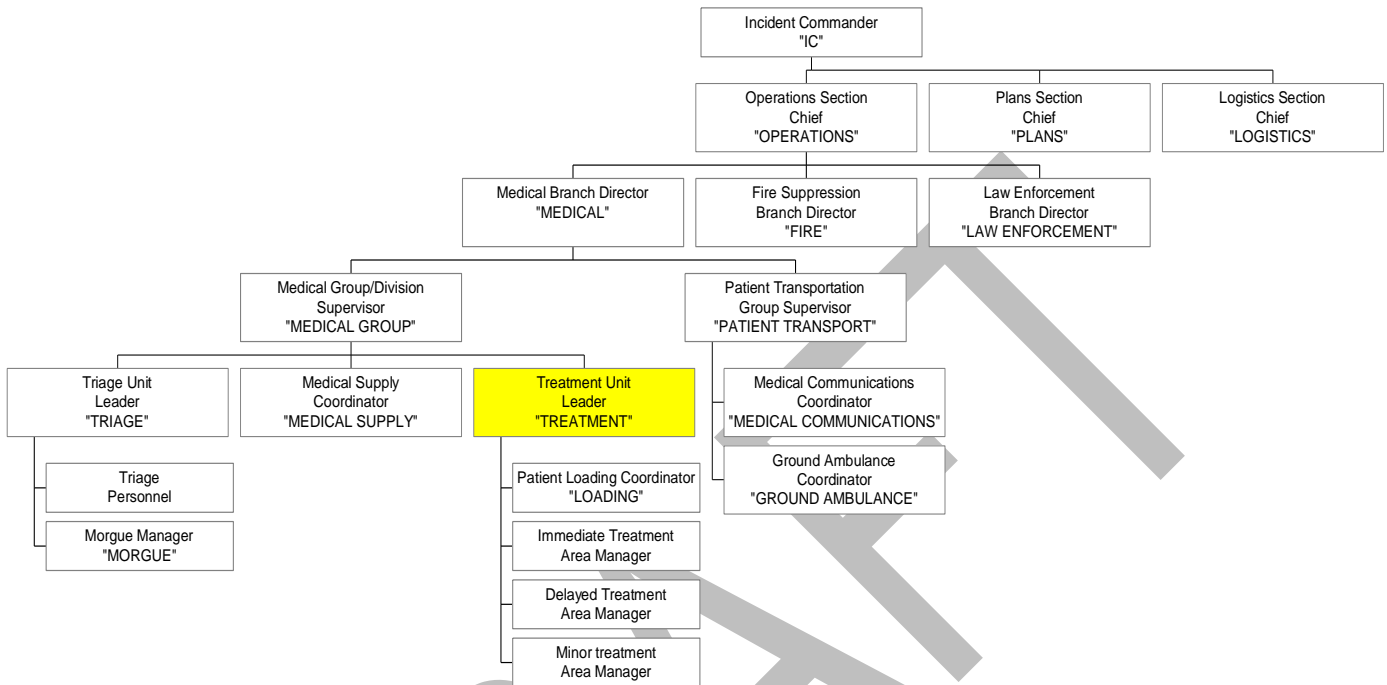 Incident Commander
"IC"
Operations Section
Chief
"OPERATIONS"
Plans Section
Chief
"PLANS"
Logistics Section
Chief
"LOGISTICS"
Medical Branch Director
"MEDICAL"
Fire Suppression
Branch Director
"FIRE"
Law Enforcement
Branch Director
"LAW ENFORCEMENT"
Medical Group/Division
Supervisor
"MEDICAL GROUP"
Patient Transportation
Group Supervisor
"PATIENT TRANSPORT"
Triage Unit
Leader
"TRIAGE"
Medical Supply
Coordinator
"MEDICAL SUPPLY"
Treatment Unit
Leader
"TREATMENT"
Medical Communications
Coordinator
"MEDICAL COMMUNICATIONS"
Ground Ambulance
Coordinator
"GROUND AMBULANCE"
Triage
Personnel
Morgue Manager
"MORGUE"
Patient Loading Coordinator
"LOADING"
Immediate Treatment
Area Manager
Delayed Treatment
Area Manager
Minor treatment
Area Manager